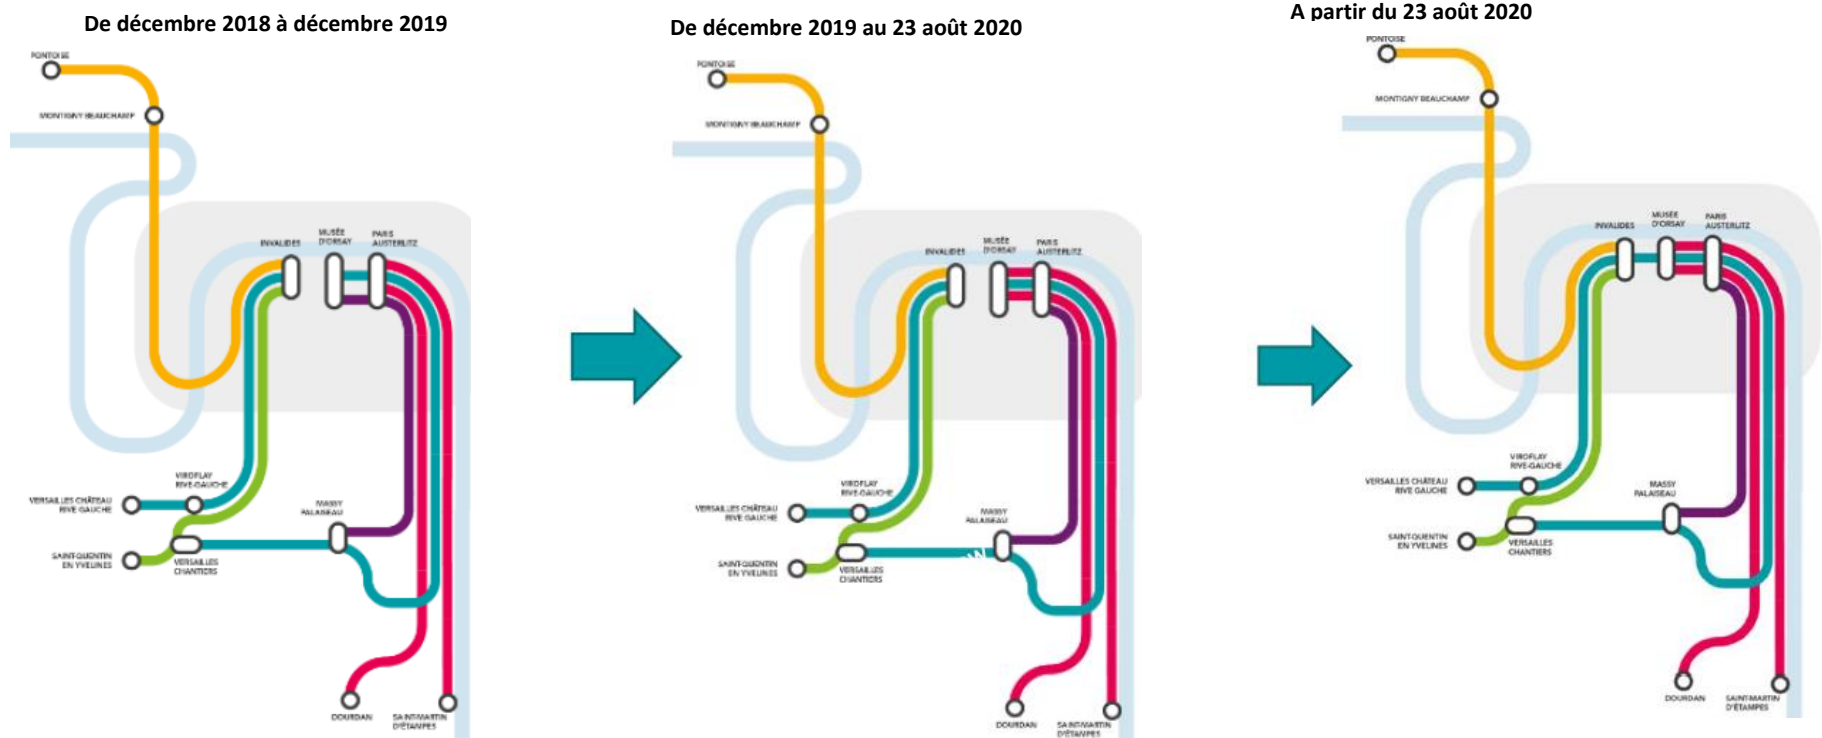 De décembre 2018 à décembre 2019
PONTOISE
MONTIGNY BEAUCHAMP
INVALIDES
MUSÉE
D'ORSAY
PARIS
AUSTERLITZ
VIROFLAY
RIVE-GAUCHE
VERSAILLES CHÂTEAU
RIVE GAUCHE
MASSY
PALAISEAU
SAINT-QUENTIN
EN YVELINES
VERSAILLES
CHANTIERS
DOURDAN
SAINT-MARTIN
D'ÉTAMPES
De décembre 2019 au 23 août 2020
PONTOISE
MONTIGNY BEAUCHAMP
INVALIDES
MUSÉE
D'ORSAY
PARIS
AUSTERLITZ
VIROFLAY
RIVE-GAUCHE
VERSAILLES CHÂTEAU
RIVE GAUCHE
MASSY
PALAISEAU
SAINT-QUENTIN
EN YVELINES
VERSAILLES
CHANTIERS
DOURDAN
SAINT-MARTIN
D'ÉTAMPES
A partir du 23 août 2020
PONTOISE
MONTIGNY BEAUCHAMP
INVALIDES
MUSÉE
D'ORSAY
PARIS
AUSTERLITZ
VIROFLAY
RIVE-GAUCHE
VERSAILLES CHÂTEAU
RIVE GAUCHE
MASSY
PALAISEAU
SAINT-QUENTIN
EN YVELINES
VERSAILLES
CHANTIERS
DOURDAN
SAINT-MARTIN
D'ÉTAMPES